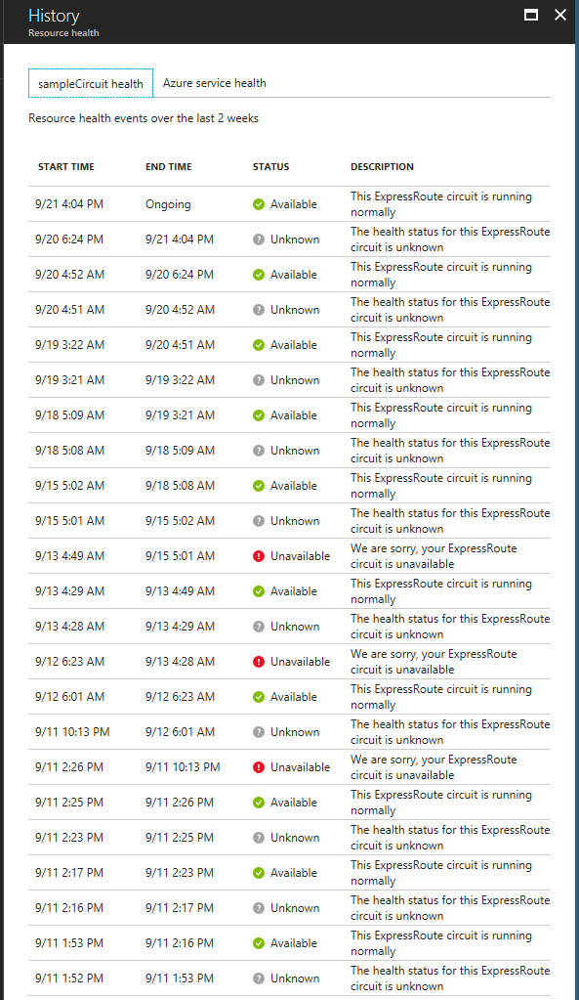 History
Resource health
sampleCircuit health Azure service health
Resource health events over the last 2 weeks
START TIME END TIME STATUS DESCRIPTION
9/21 4:04 PM Ongoing Available This ExpressRoute circuit is running
normally
9/20 6:24 PM 9/21 4:04 PM Unknown The health status for this ExpressRoute
circuit is unknown
9/20 4:52 AM 9/20 6:24 PM Available This ExpressRoute circuit is running
normally
9/20 4:51 AM 9/20 4:52 AM Unknown The health status for this ExpressRoute
circuit is unknown
9/19 3:22 AM 9/20 4:51 AM Available This ExpressRoute circuit is running
normally
9/19 3:21 AM 9/19 3:22 AM Unknown The health status for this ExpressRoute
circuit is unknown
9/18 5:09 AM 9/19 3:21 AM Available This ExpressRoute circuit is running
normally
9/18 5:08 AM 9/18 5:09 AM Unknown The health status for this ExpressRoute
circuit is unknown
9/15 5:02 AM 9/18 5:08 AM Available This ExpressRoute circuit is running
normally
9/15 5:01 AM 9/15 5:02 AM Unknown The health status for this ExpressRoute
circuit is unknown
9/13 4:49 AM 9/15 5:01 AM Unavailable We are sorry, your ExpressRoute
circuit is unavailable
9/13 4:29 AM 9/13 4:49 AM Available This ExpressRoute circuit is running
normally
9/13 4:28 AM 9/13 4:29 AM Unknown The health status for this ExpressRoute
circuit is unknown
9/12 6:23 AM 9/13 4:28 AM Unavailable We are sorry, your ExpressRoute
circuit is unavailable
9/12 6:01 AM 9/12 6:23 AM Available This ExpressRoute circuit is running
normally
9/11 10:13 PM 9/12 6:01 AM Unknown The health status for this ExpressRoute
circuit is unknown
9/11 2:26 PM 9/11 10:13 PM Unavailable We are sorry, your ExpressRoute
circuit is unavailable
9/11 2:25 PM 9/11 2:26 PM Available This ExpressRoute circuit is running
normally
9/11 2:23 PM 9/11 2:25 PM Unknown The health status for this ExpressRoute
circuit is unknown
9/11 2:17 PM 9/11 2:23 PM Available This ExpressRoute circuit is running
normally
9/11 2:16 PM 9/11 2:17 PM Unknown The health status for this ExpressRoute
circuit is unknown
9/11 1:53 PM 9/11 2:16 PM Available This ExpressRoute circuit is running
normally
9/11 1:52 PM 9/11 1:53 PM Unknown The health status for this ExpressRoute
circuit is unknown